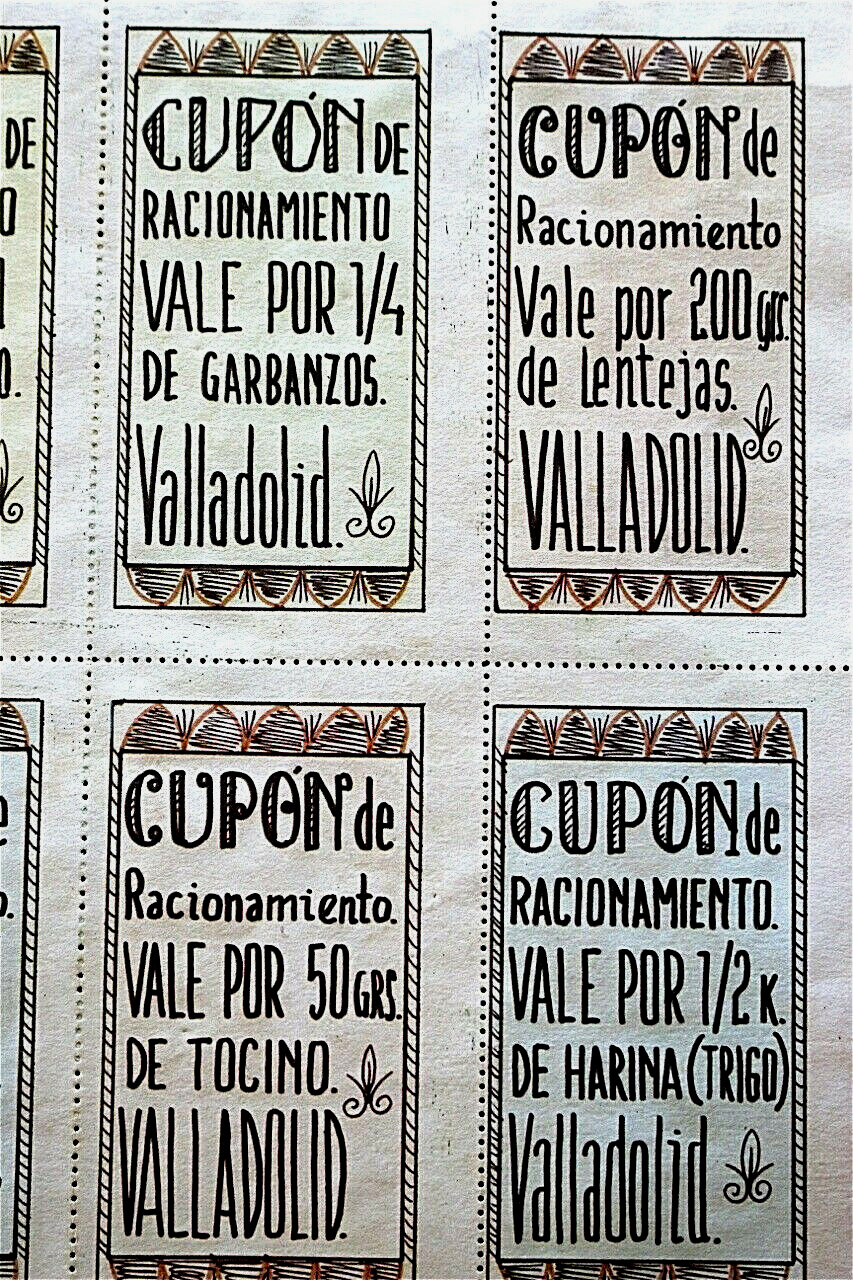 DE
CUPÓN DE
RACIONAMIENTO
VALE POR 1/4
DE GARBANZOS.
Valladolid.
CUPÓN de
Racionamiento
Vale por 200 grs.
de lentejas.
VALLADOLID.
CUPÓN de
Racionamiento.
VALE POR 50 GRS.
DE TOCINO.
VALLADOLID.
CUPÓN de
RACIONAMIENTO.
VALE POR 1/2 K.
DE HARINA (TRIGO)
Valladolid.